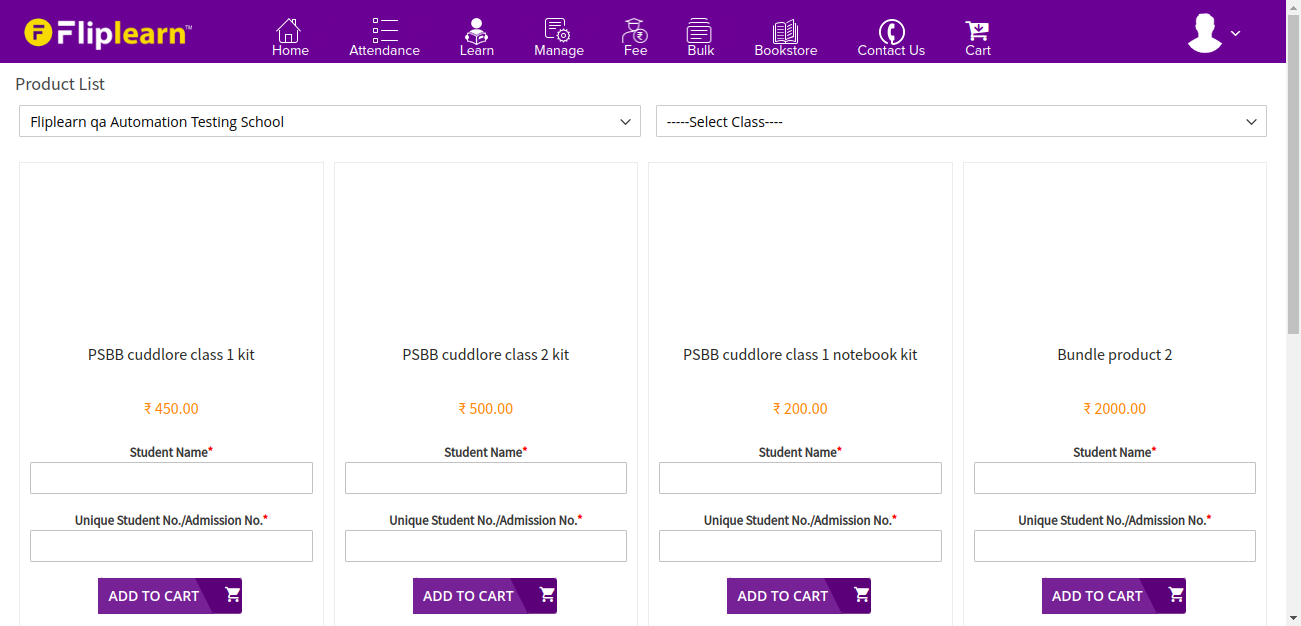 Fliplearn™
Home Attendance Learn Manage Fee Bulk Bookstore Contact Us Cart
Product List
Fliplearn qa Automation Testing School -----Select Class----
PSBB cuddlore class 1 kit PSBB cuddlore class 2 kit PSBB cuddlore class 1 notebook kit Bundle product 2
₹ 450.00 ₹ 500.00 ₹ 200.00 ₹ 2000.00
Student Name* Student Name* Student Name* Student Name*
Unique Student No./Admission No.* Unique Student No./Admission No.* Unique Student No./Admission No.* Unique Student No./Admission No.*
ADD TO CART ADD TO CART ADD TO CART ADD TO CART